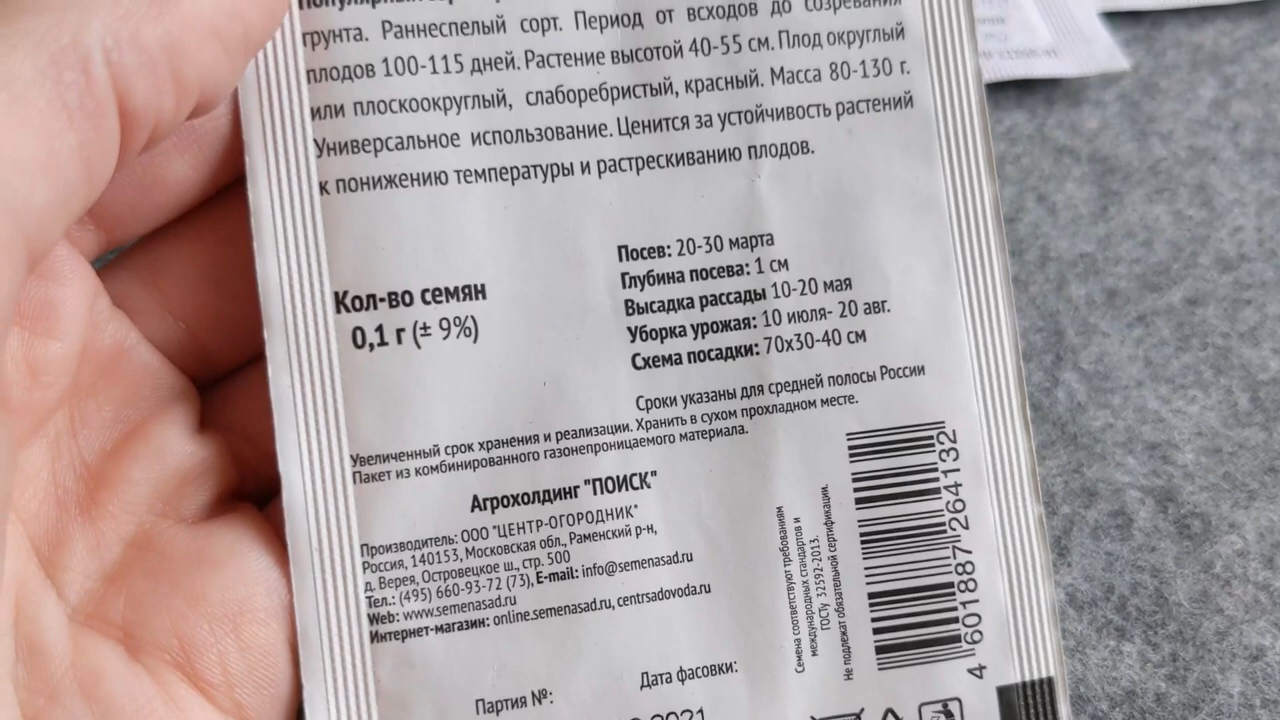 грунта. Раннеспелый сорт. Период от всходов до созревания
плодов 100-115 дней. Растение высотой 40-55 см. Плод округлый
или плоскоокруглый, слаборебристый, красный. Масса 80-130 г.
Универсальное использование. Ценится за устойчивость растений
к понижению температуры и растрескиванию плодов.
Кол-во семян
0,1 г (± 9%)
Посев: 20-30 марта
Глубина посева: 1 см
Высадка рассады 10-20 мая
Уборка урожая: 10 июля- 20 авг.
Схема посадки: 70х30-40 см
Сроки указаны для средней полосы России
Увеличенный срок хранения и реализации. Хранить в сухом прохладном месте.
Пакет из комбинированного газонепроницаемого материала.
Агрохолдинг "ПОИСК"
Производитель: ООО "ЦЕНТР-ОГОРОДНИК"
Россия, 140153, Московская обл., Раменский р-н,
д. Верея, Островецкое ш., стр. 500
Тел.: (495) 660-93-72 (73), E-mail: info@semenasad.ru
Web: www.semenasad.ru
Интернет-магазин: online.semenasad.ru, centrsadovoda.ru
Семена соответствуют требованиям
международных стандартов и
ГОСТу 32592-2013.
Не подлежат обязательной сертификации.
4 601887 264132
Партия №:
Дата фасовки:
2021